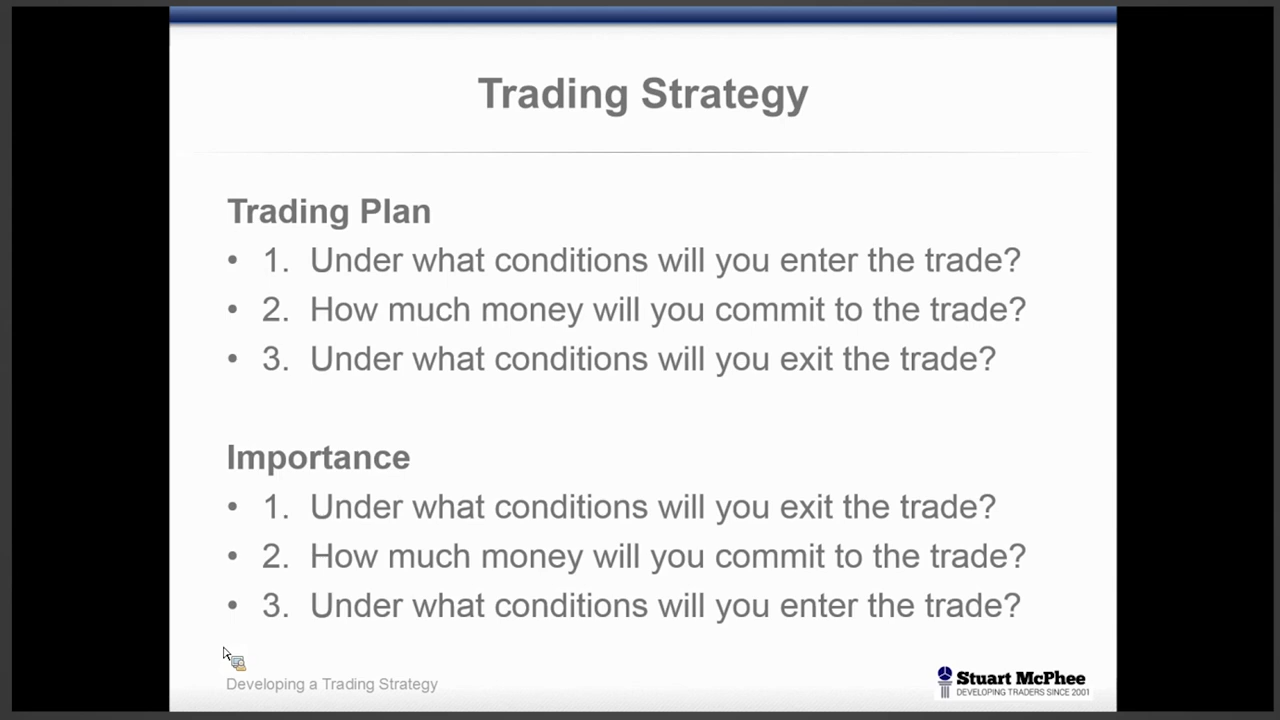 Trading Strategy
Trading Plan
• 1. Under what conditions will you enter the trade?
• 2. How much money will you commit to the trade?
• 3. Under what conditions will you exit the trade?
Importance
• 1. Under what conditions will you exit the trade?
• 2. How much money will you commit to the trade?
• 3. Under what conditions will you enter the trade?
Developing a Trading Strategy
Stuart McPhee
DEVELOPING TRADERS SINCE 2001